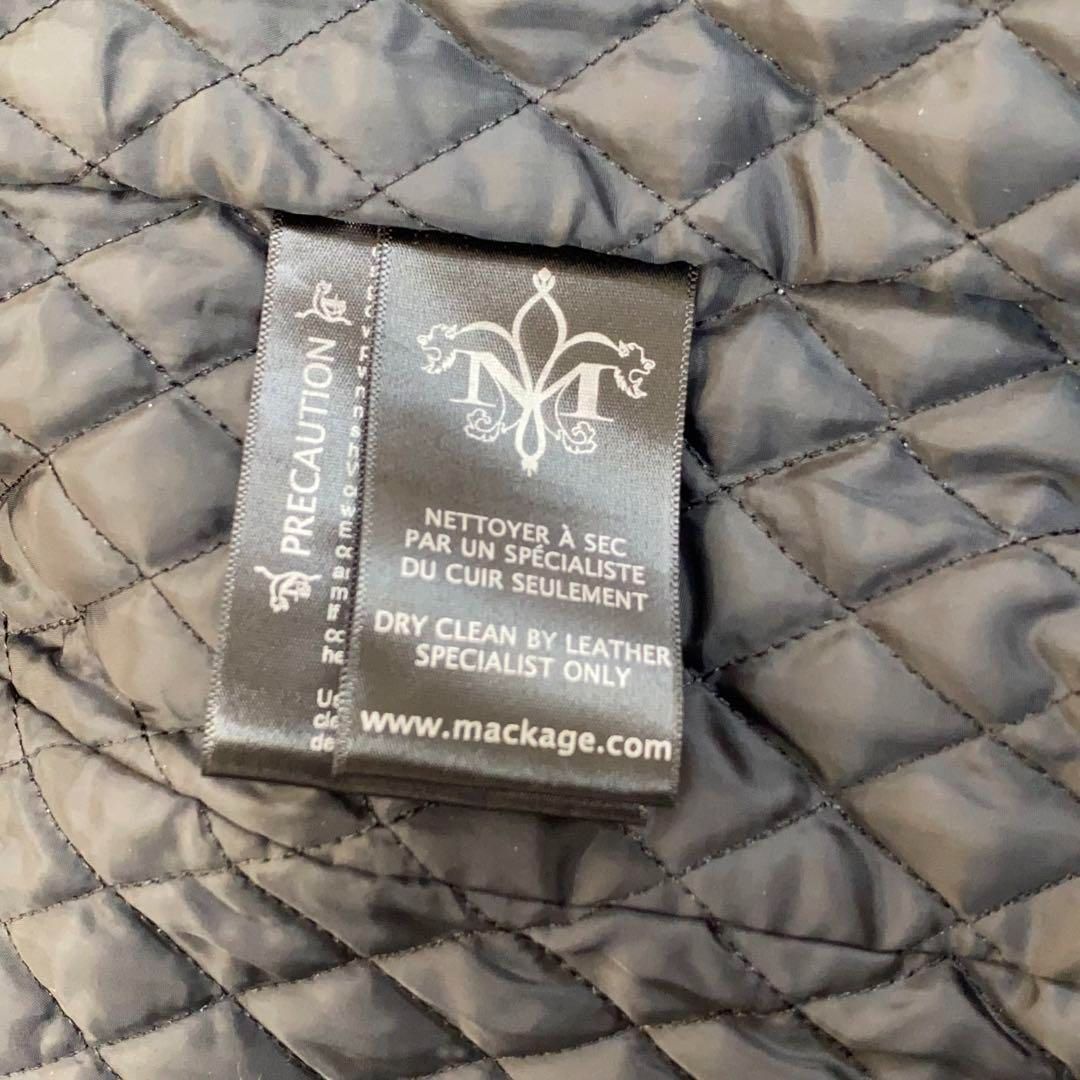 PRECAUTION
M
NETTOYER À SEC
PAR UN SPÉCIALISTE
DU CUIR SEULEMENT
DRY CLEAN BY LEATHER
SPECIALIST ONLY
www.mackage.com